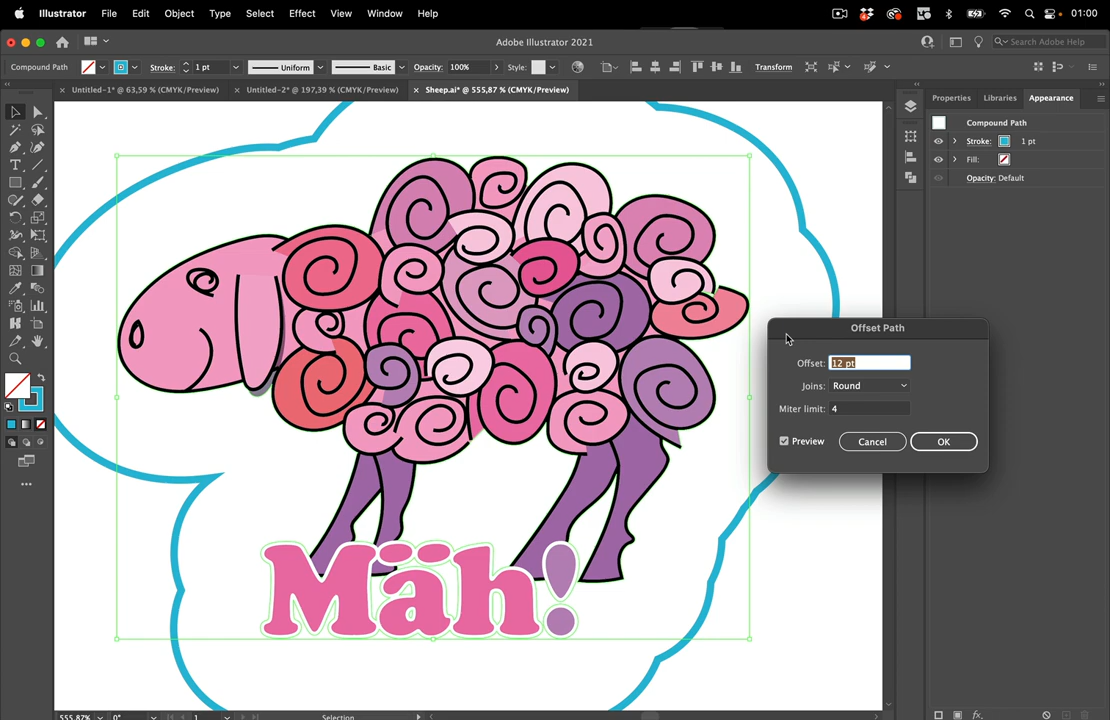 Illustrator File Edit Object Type Select Effect View Window Help 01:00
Adobe Illustrator 2021 Search Adobe Help
Compound Path Stroke: 1 pt Uniform Basic Opacity: 100% Style: Transform
× Untitled-1* @ 63,59 % (CMYK/Preview) × Untitled-2* @ 197,39 % (CMYK/Preview) × Sheep.ai* @ 555,87 % (CMYK/Preview)
Properties Libraries Appearance
Compound Path
Stroke: 1 pt
Fill:
Opacity: Default
Offset Path
Offset: 12 pt
Joins: Round
Miter limit: 4
Preview Cancel OK
Mäh!
555,87% 0° 1 Selection